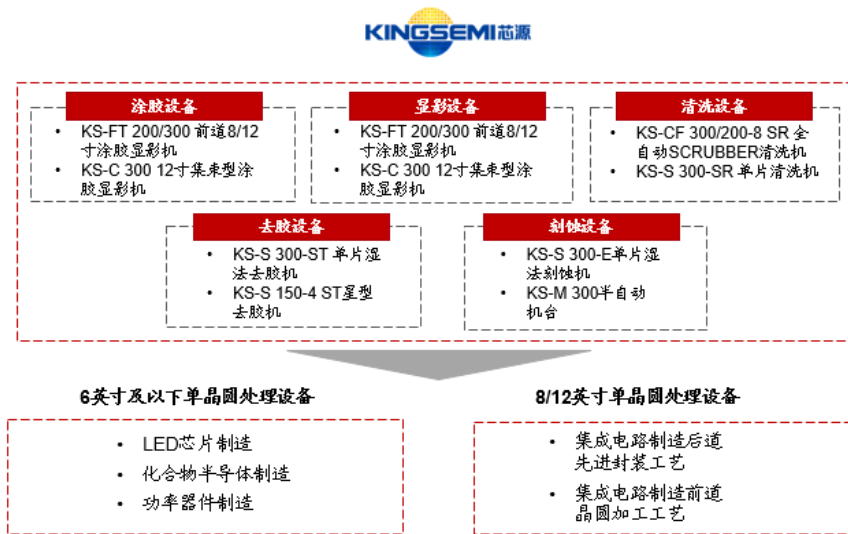 KINGSEMI芯源
涂胶设备
• KS-FT 200/300 前道8/12
寸涂胶显影机
• KS-C 300 12寸集束型涂
胶显影机
显影设备
• KS-FT 200/300 前道8/12
寸涂胶显影机
• KS-C 300 12寸集束型涂
胶显影机
清洗设备
• KS-CF 300/200-8 SR 全
自动SCRUBBER清洗机
• KS-S 300-SR 单片清洗机
去胶设备
• KS-S 300-ST 单片湿
法去胶机
• KS-S 150-4 ST星型
去胶机
刻蚀设备
• KS-S 300-E单片湿
法刻蚀机
• KS-M 300半自动
机台
6英寸及以下单晶圆处理设备
• LED芯片制造
• 化合物半导体制造
• 功率器件制造
8/12英寸单晶圆处理设备
• 集成电路制造后道
先进封装工艺
• 集成电路制造前道
晶圆加工工艺